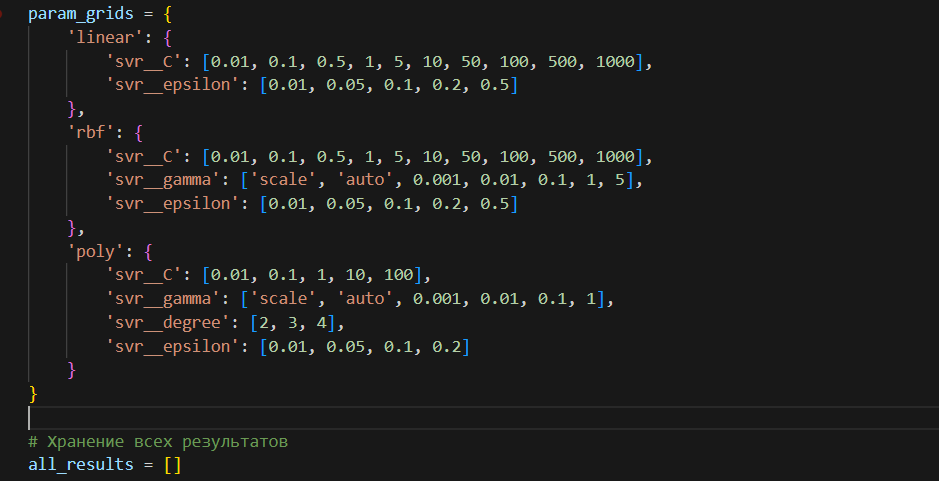 param_grids = {
    'linear': {
        'svr__C': [0.01, 0.1, 0.5, 1, 5, 10, 50, 100, 500, 1000],
        'svr__epsilon': [0.01, 0.05, 0.1, 0.2, 0.5]
    },
    'rbf': {
        'svr__C': [0.01, 0.1, 0.5, 1, 5, 10, 50, 100, 500, 1000],
        'svr__gamma': ['scale', 'auto', 0.001, 0.01, 0.1, 1, 5],
        'svr__epsilon': [0.01, 0.05, 0.1, 0.2, 0.5]
    },
    'poly': {
        'svr__C': [0.01, 0.1, 1, 10, 100],
        'svr__gamma': ['scale', 'auto', 0.001, 0.01, 0.1, 1],
        'svr__degree': [2, 3, 4],
        'svr__epsilon': [0.01, 0.05, 0.1, 0.2]
    }
}

# Хранение всех результатов
all_results = []